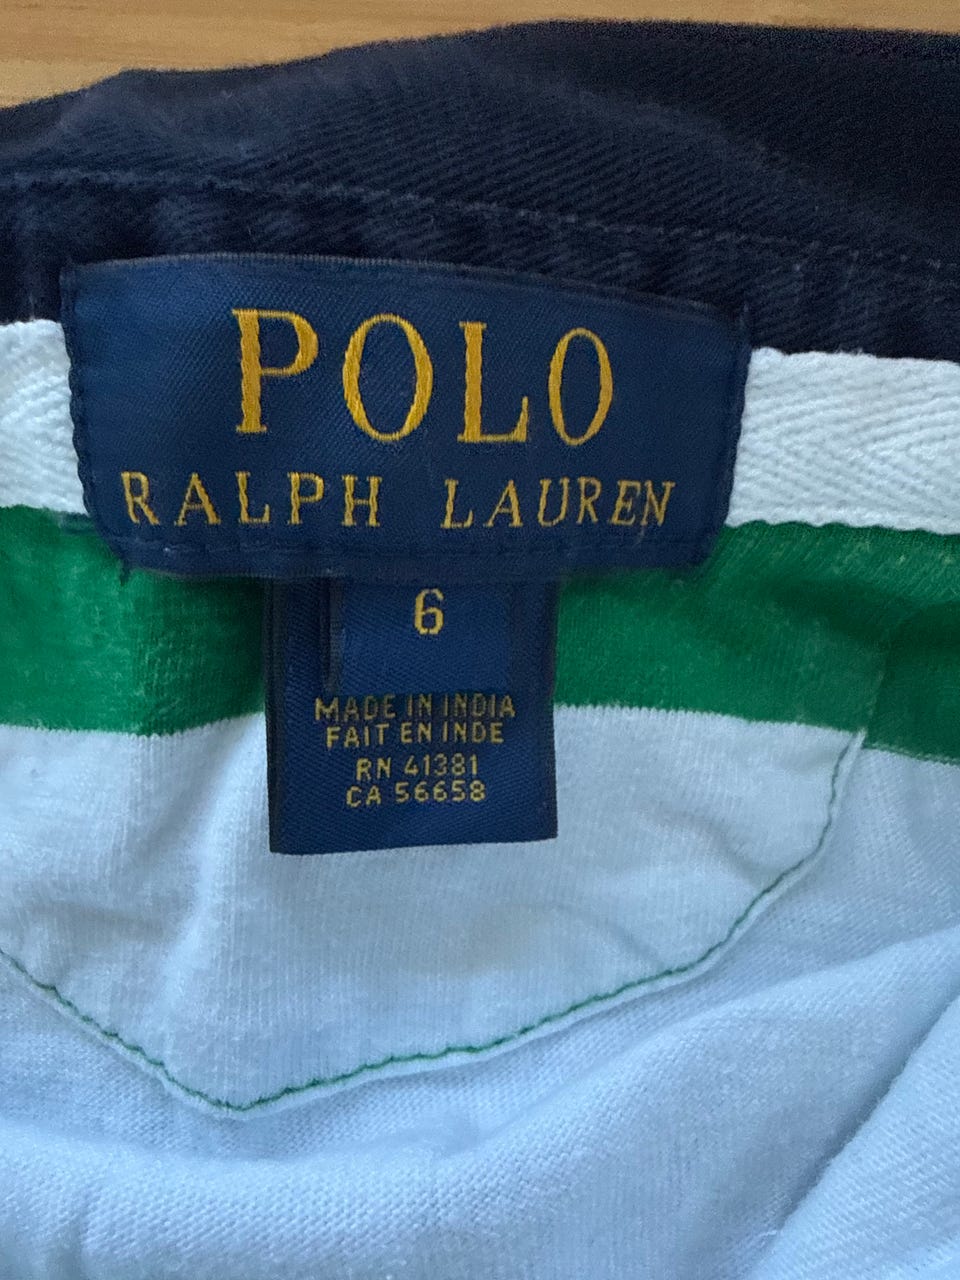 POLO
RALPH LAUREN
6
MADE IN INDIA
FAIT EN INDE
RN 41381
CA 56658